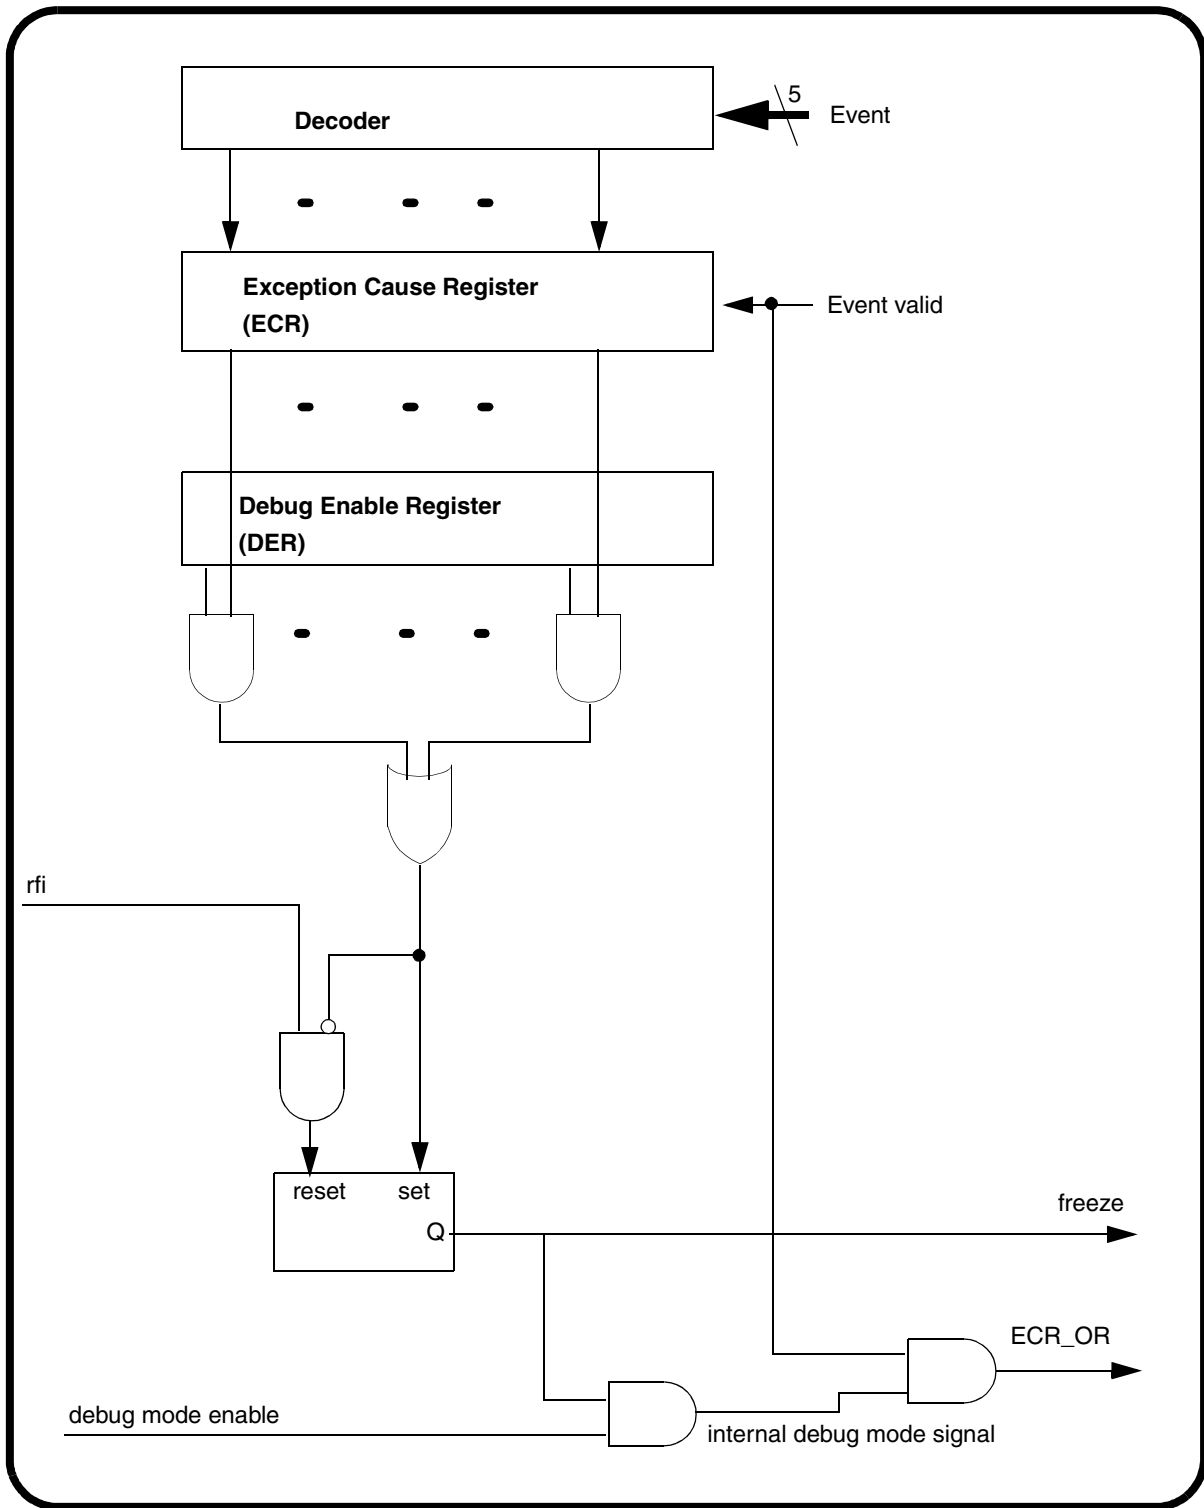 5
Decoder
Event
Exception Cause Register
(ECR)
Event valid
Debug Enable Register
(DER)
rfi
reset
set
freeze
Q
ECR_OR
debug mode enable
internal debug mode signal